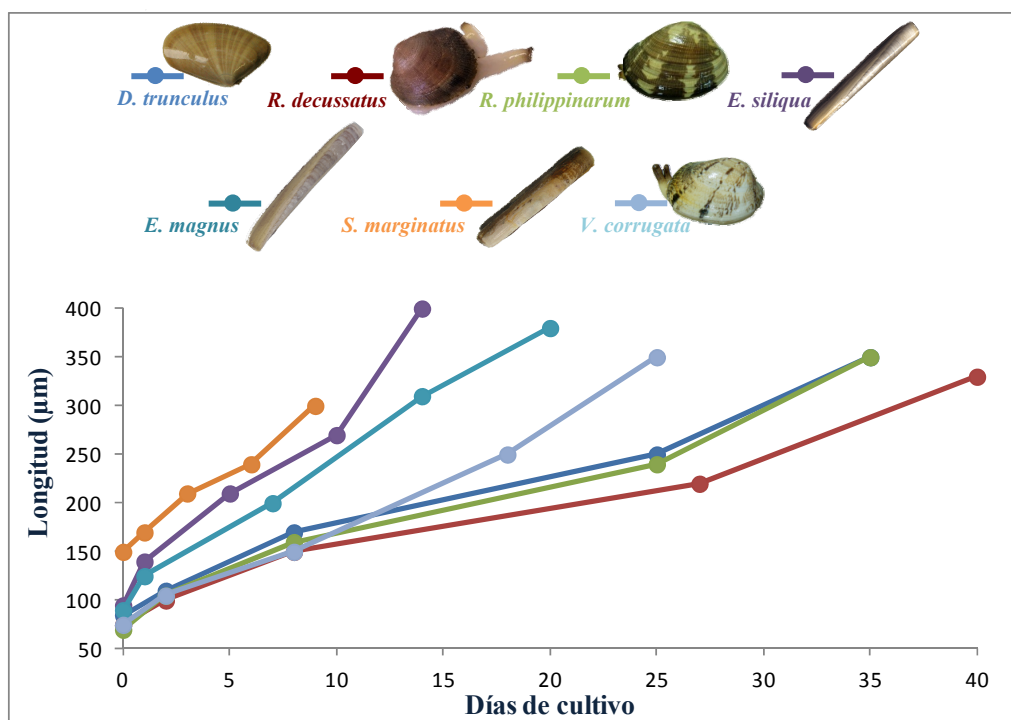 D. trunculus R. decussatus R. philippinarum E. siliqua
E. magnus S. marginatus V. corrugata
Longitud (µm)
400
350
300
250
200
150
100
50
0 5 10 15 20 25 30 35 40
Días de cultivo